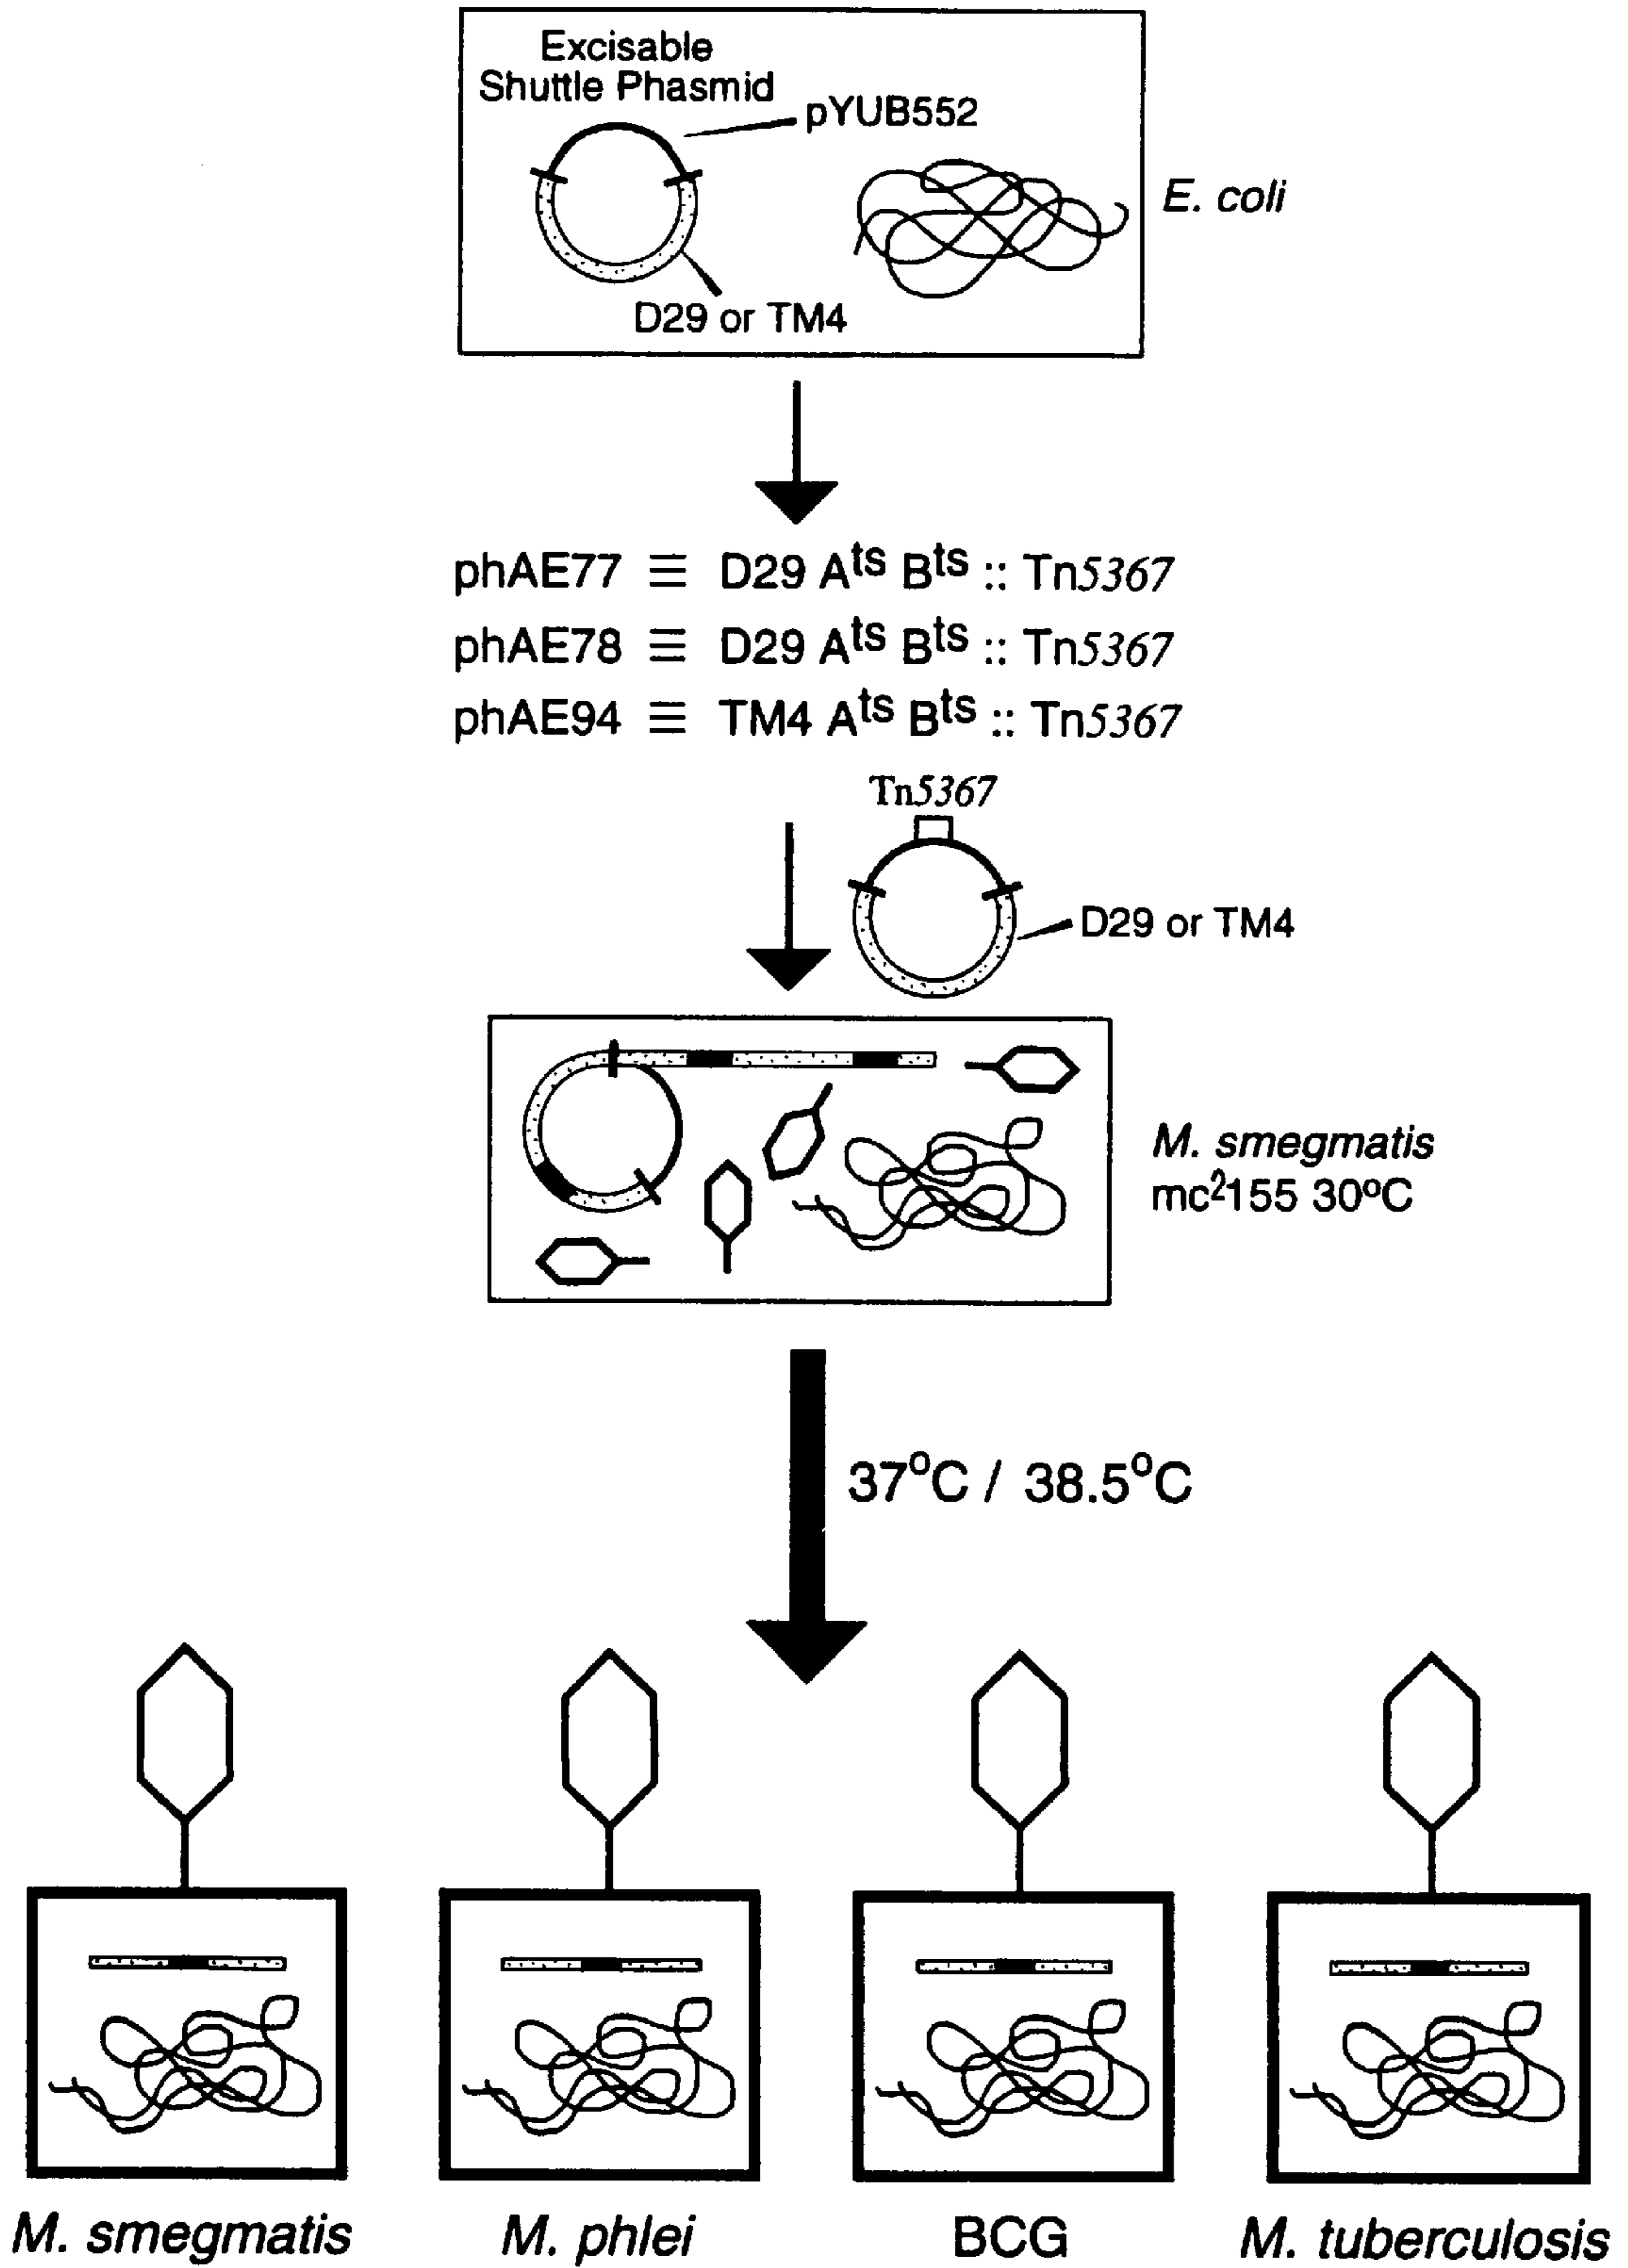 Excisable
Shuttle Phasmid
pYUB552
E. coli
D29 or TM4
phAE77 ≡ D29 Aᵗˢ Bᵗˢ :: Tn5367
phAE78 ≡ D29 Aᵗˢ Bᵗˢ :: Tn5367
phAE94 ≡ TM4 Aᵗˢ Bᵗˢ :: Tn5367
Tn5367
D29 or TM4
M. smegmatis
mc²155 30ºC
37ºC / 38.5ºC
M. smegmatis M. phlei BCG M. tuberculosis